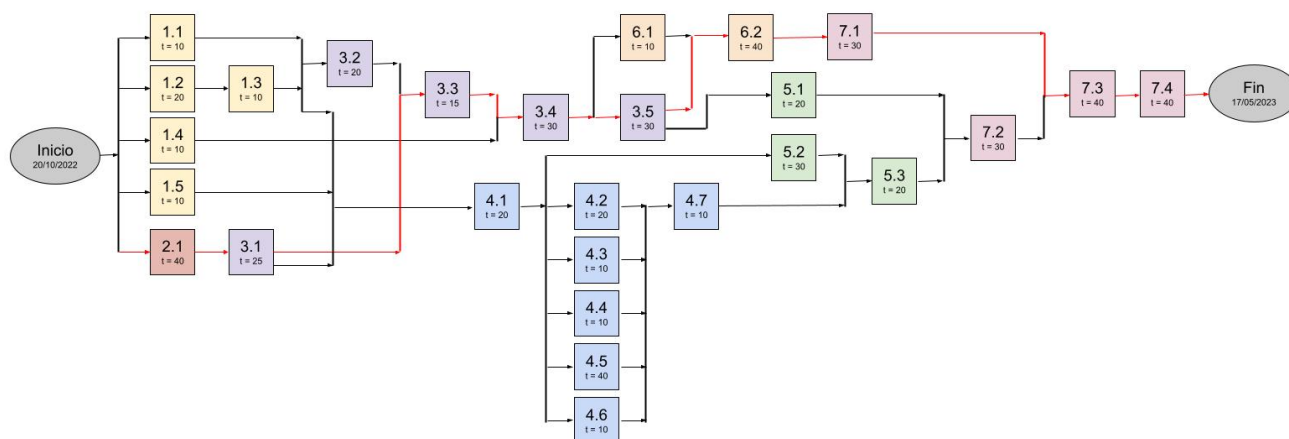 Inicio
20/10/2022
1.1
t = 10
1.2
t = 20
1.3
t = 10
1.4
t = 10
1.5
t = 10
2.1
t = 40
3.1
t = 25
3.2
t = 20
3.3
t = 15
3.4
t = 30
6.1
t = 10
3.5
t = 30
6.2
t = 40
7.1
t = 30
5.1
t = 20
5.2
t = 30
5.3
t = 20
4.1
t = 20
4.2
t = 20
4.3
t = 10
4.4
t = 10
4.5
t = 40
4.6
t = 10
4.7
t = 10
7.2
t = 30
7.3
t = 40
7.4
t = 40
Fin
17/05/2023